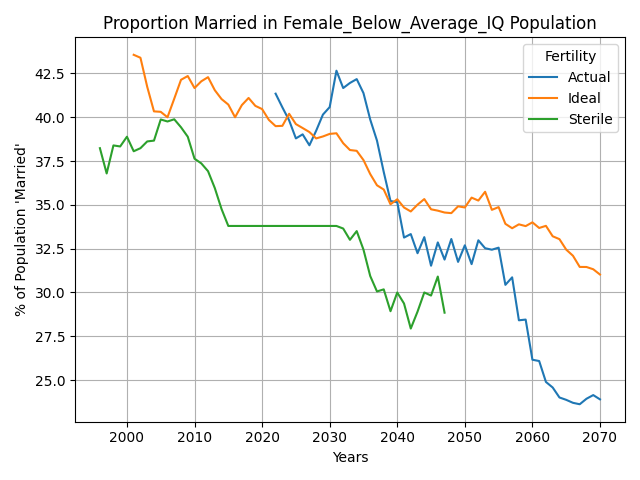 Proportion Married in Female_Below_Average_IQ Population
% of Population 'Married'
42.5
40.0
37.5
35.0
32.5
30.0
27.5
25.0
Fertility
Actual
Ideal
Sterile
2000 2010 2020 2030 2040 2050 2060 2070
Years